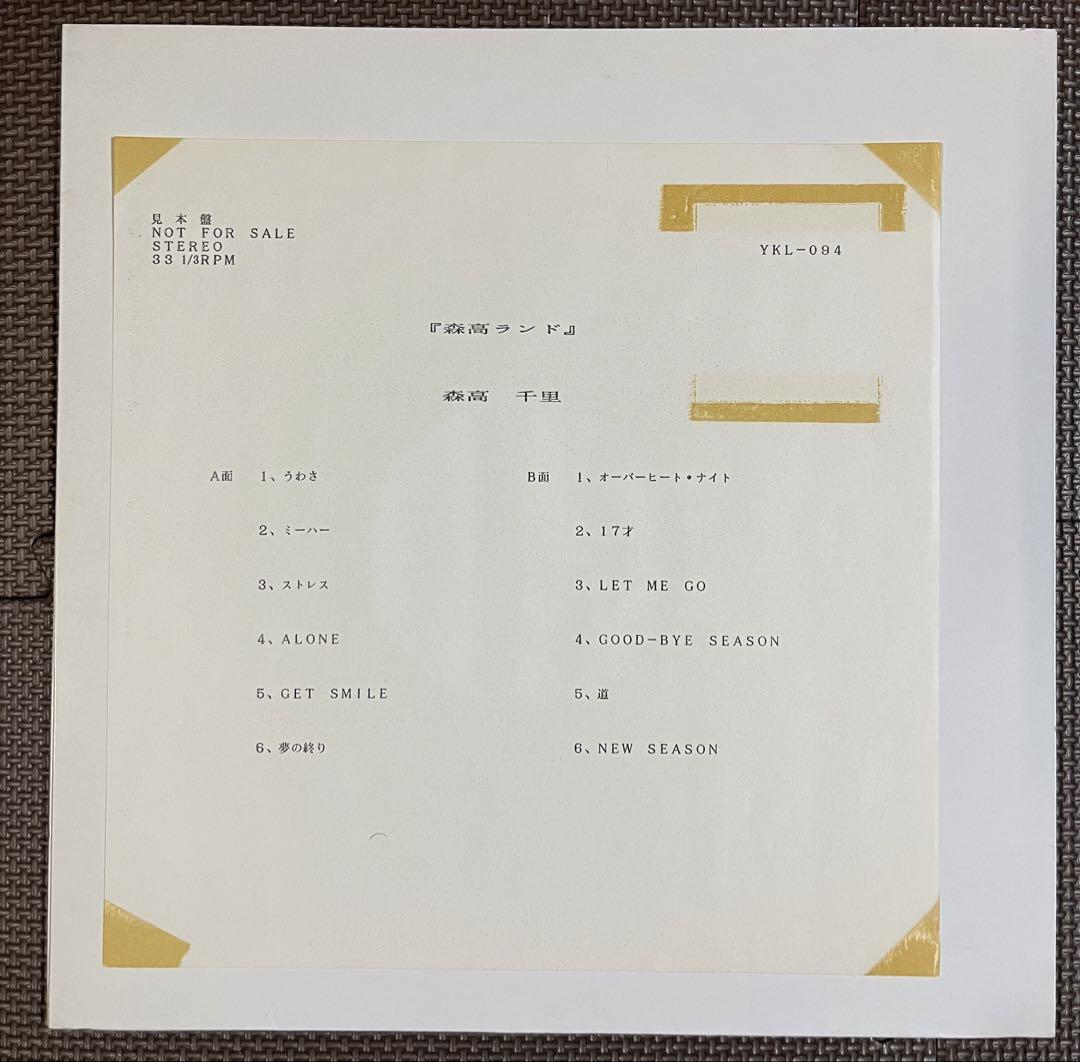 見 本 盤
NOT FOR SALE
STEREO
33 1/3RPM
YKL-094
『森高ランド』
森高 千里
A面 1、うわさ
2、ミーハー
3、ストレス
4、ALONE
5、GET SMILE
6、夢の終り
B面 1、オーバーヒート・ナイト
2、17才
3、LET ME GO
4、GOOD-BYE SEASON
5、道
6、NEW SEASON